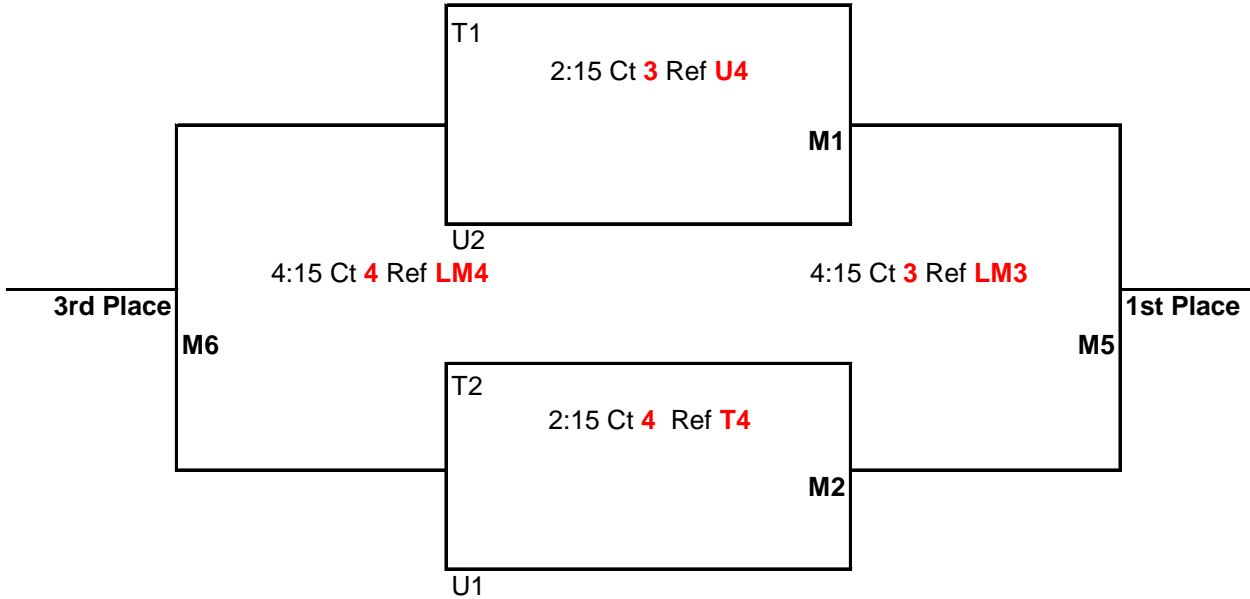 T1
2:15 Ct 3 Ref U4
M1
U2
4:15 Ct 4 Ref LM4
4:15 Ct 3 Ref LM3
3rd Place
1st Place
M6
M5
T2
2:15 Ct 4 Ref T4
M2
U1